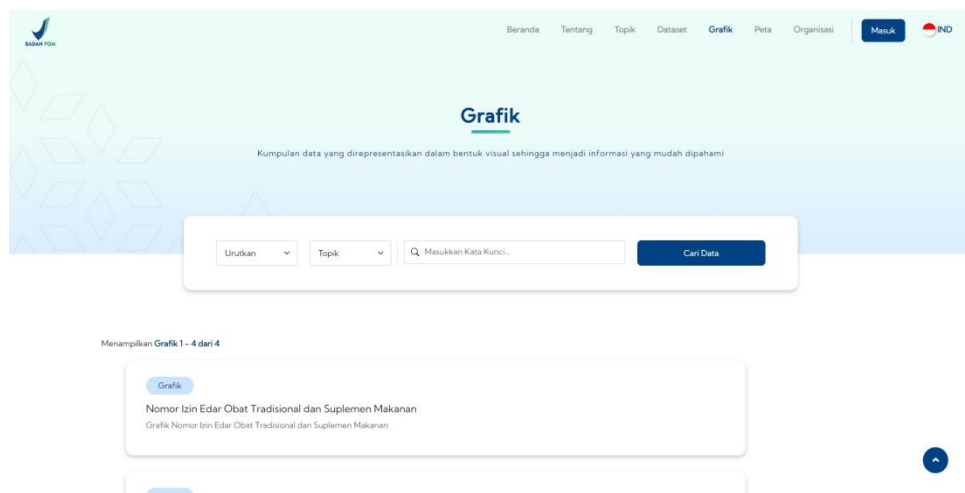 BADAN POM
Beranda Tentang Topik Dataset Grafik Peta Organisasi Masuk IND
Grafik
Kumpulan data yang direpresentasikan dalam bentuk visual sehingga menjadi informasi yang mudah dipahami
Urutkan Topik Masukkan Kata Kunci... Cari Data
Menampilkan Grafik 1 - 4 dari 4
Grafik
Nomor Izin Edar Obat Tradisional dan Suplemen Makanan
Grafik Nomor Izin Edar Obat Tradisional dan Suplemen Makanan